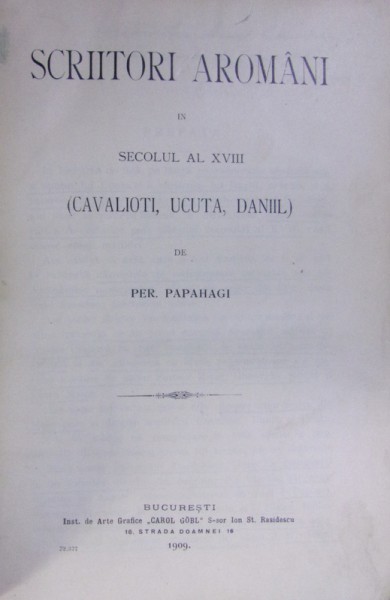 SCRIITORI AROMÂNI
IN
SECOLUL AL XVIII
(CAVALIOTI, UCUTA, DANIIL)
DE
PER. PAPAHAGI
BUCUREȘTI
Inst. de Arte Grafice „CAROL GÖBL" S-sor Ion St. Rasidescu
16, STRADA DOAMNEI 16
1909.